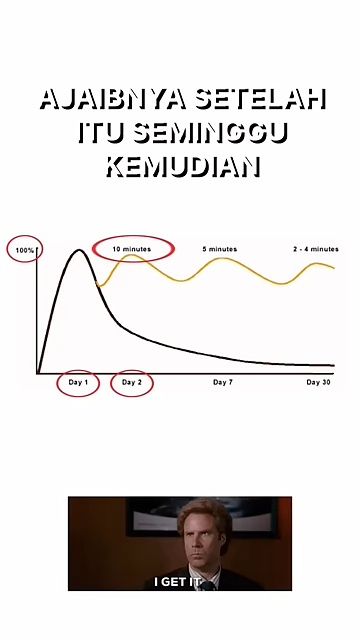 AJAIBNYA SETELAH
ITU SEMINGGU
KEMUDIAN
100%
10 minutes
5 minutes
2 - 4 minutes
Day 1
Day 2
Day 7
Day 30
I GET IT